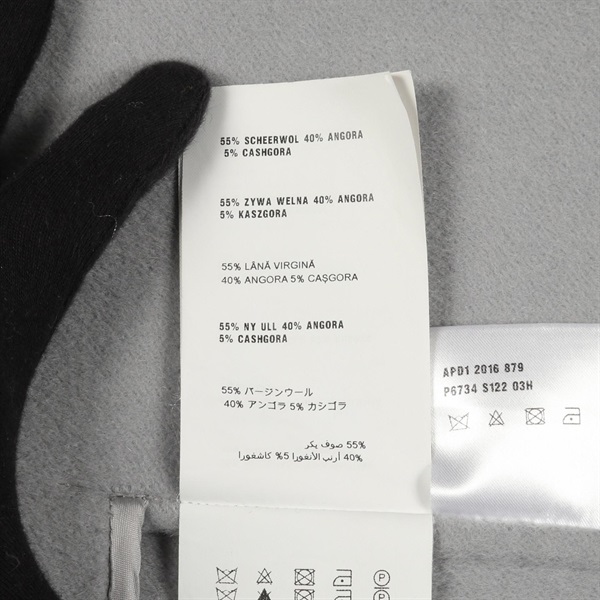 55% SCHEERWOL 40% ANGORA
5% CASHGORA
55% ZYWA WELNA 40% ANGORA
5% KASZGORA
55% LÂNĂ VIRGINĂ
40% ANGORA 5% CAŞGORA
55% NY ULL 40% ANGORA
5% CASHGORA
55% バージンウール
40% アンゴラ 5% カシゴラ
55% صوف بكر
40% أرنب الأنغورا 5% كاشغورا
APD1 2016 879
P6734 S122 03H
P
P